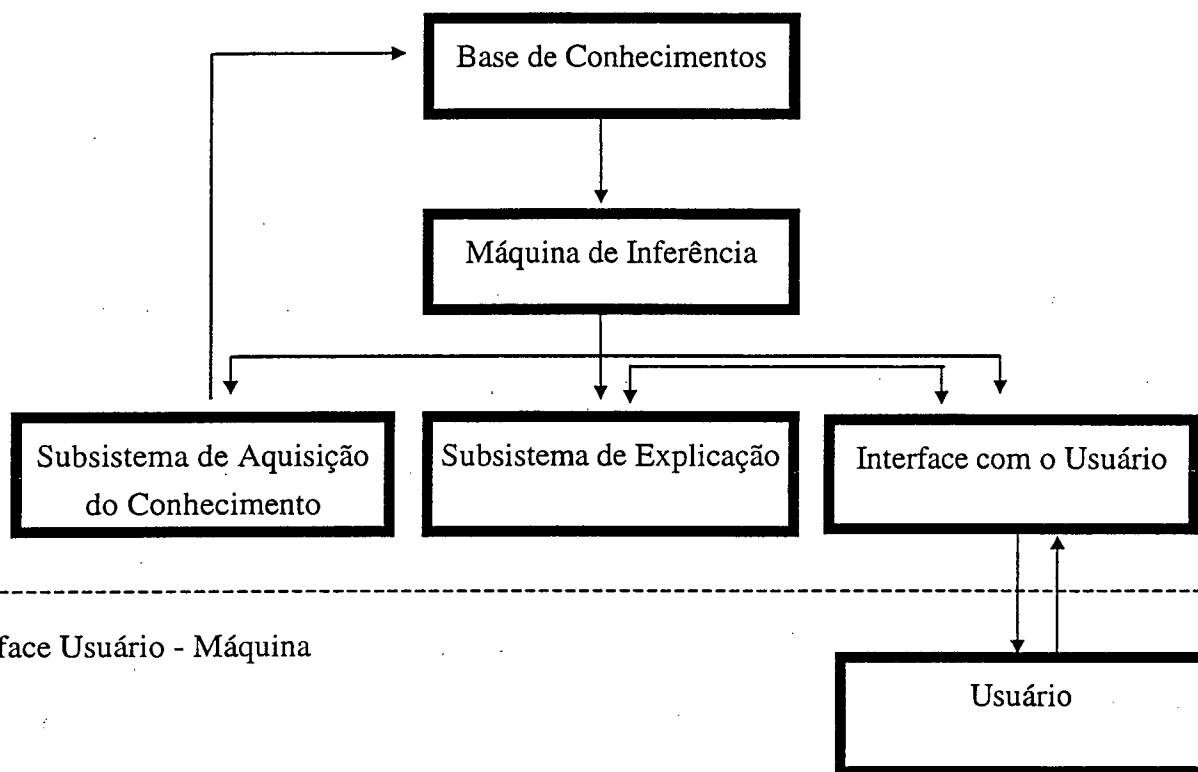 Base de Conhecimentos
Máquina de Inferência
Subsistema de Aquisição
do Conhecimento
Subsistema de Explicação
Interface com o Usuário
face Usuário - Máquina
Usuário